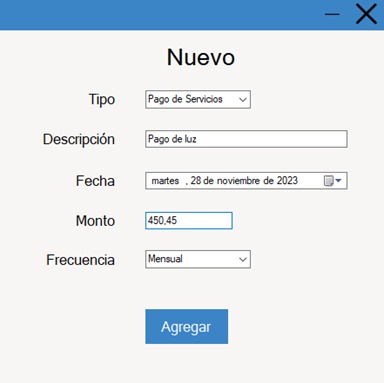 Nuevo
Tipo Pago de Servicios
Descripción Pago de luz
Fecha martes , 28 de noviembre de 2023
Monto 450,45
Frecuencia Mensual
Agregar